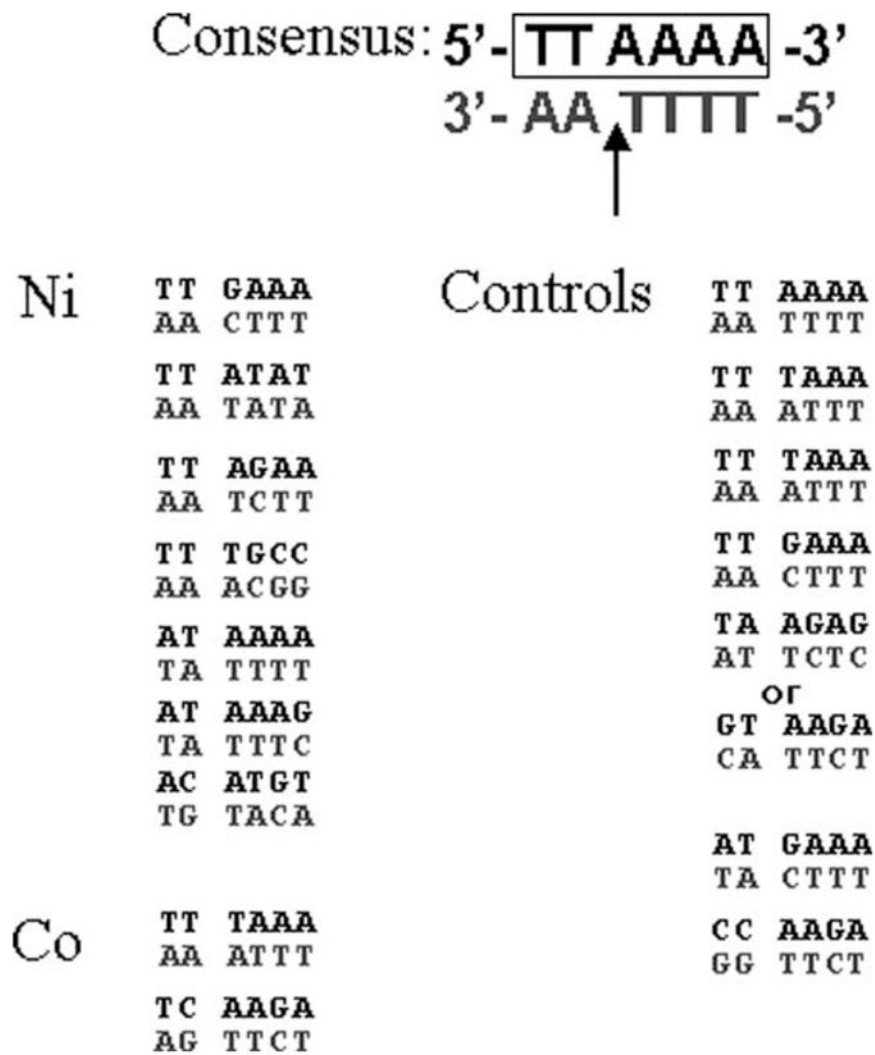 Consensus: 5'- TT AAAA -3'
3'- AA TTTT -5'
Ni
TT GAAA
AA CTTT
TT ATAT
AA TATA
TT AGAA
AA TCTT
TT TGCC
AA ACGG
AT AAAA
TA TTTT
AT AAAG
TA TTTC
AC ATGT
TG TACA
Co
TT TAAA
AA ATTT
TC AAGA
AG TTCT
Controls
TT AAAA
AA TTTT
TT TAAA
AA ATTT
TT TAAA
AA ATTT
TT GAAA
AA CTTT
TA AGAG
AT TCTC
or
GT AAGA
CA TTCT
AT GAAA
TA CTTT
CC AAGA
GG TTCT